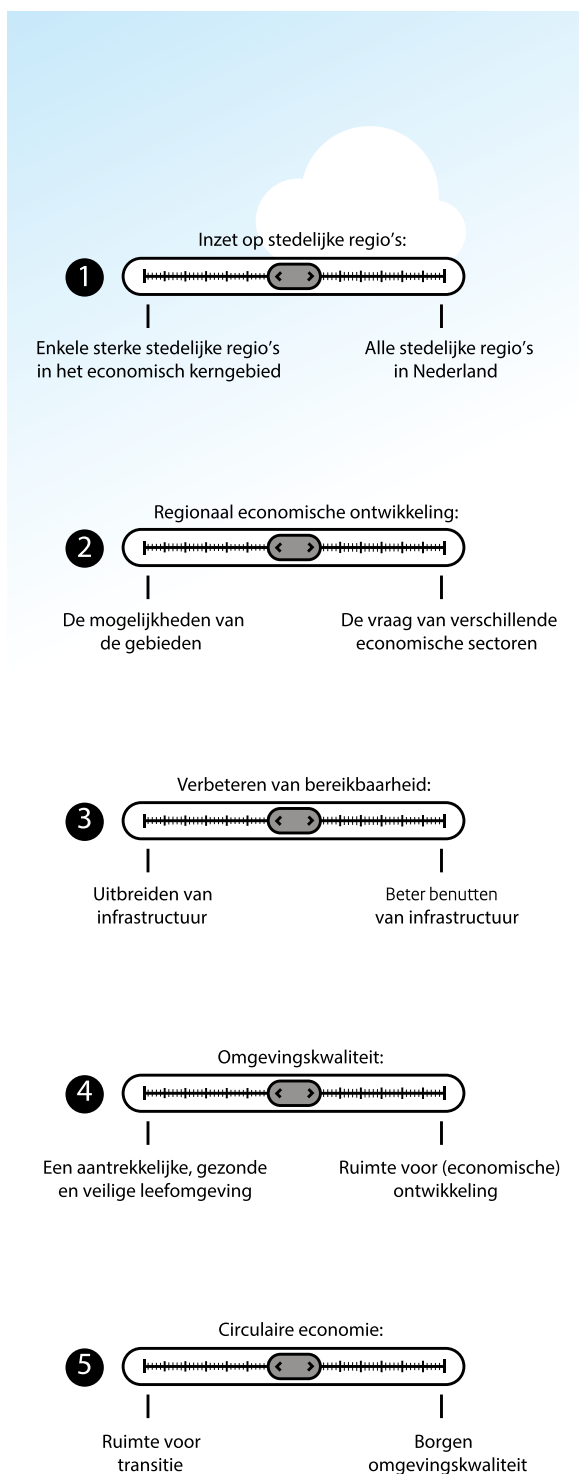 Inzet op stedelijke regio's:
1
Enkele sterke stedelijke regio's
in het economisch kerngebied
Alle stedelijke regio's
in Nederland
Regionaal economische ontwikkeling:
2
De mogelijkheden van
de gebieden
De vraag van verschillende
economische sectoren
Verbeteren van bereikbaarheid:
3
Uitbreiden van
infrastructuur
Beter benutten
van infrastructuur
Omgevingskwaliteit:
4
Een aantrekkelijke, gezonde
en veilige leefomgeving
Ruimte voor (economische)
ontwikkeling
Circulaire economie:
5
Ruimte voor
transitie
Borgen
omgevingskwaliteit